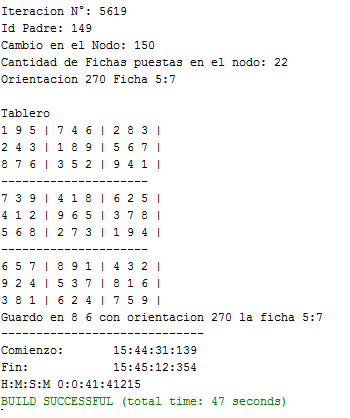 Iteracion N°: 5619
Id Padre: 149
Cambio en el Nodo: 150
Cantidad de Fichas puestas en el nodo: 22
Orientacion 270 Ficha 5:7
Tablero
1 9 5 | 7 4 6 | 2 8 3 |
2 4 3 | 1 8 9 | 5 6 7 |
8 7 6 | 3 5 2 | 9 4 1 |
---------------------
7 3 9 | 4 1 8 | 6 2 5 |
4 1 2 | 9 6 5 | 3 7 8 |
5 6 8 | 2 7 3 | 1 9 4 |
---------------------
6 5 7 | 8 9 1 | 4 3 2 |
9 2 4 | 5 3 7 | 8 1 6 |
3 8 1 | 6 2 4 | 7 5 9 |
Guardo en 8 6 con orientacion 270 la ficha 5:7
-----------------------------
Comienzo: 15:44:31:139
Fin: 15:45:12:354
H:M:S:M 0:0:41:41215
BUILD SUCCESSFUL (total time: 47 seconds)